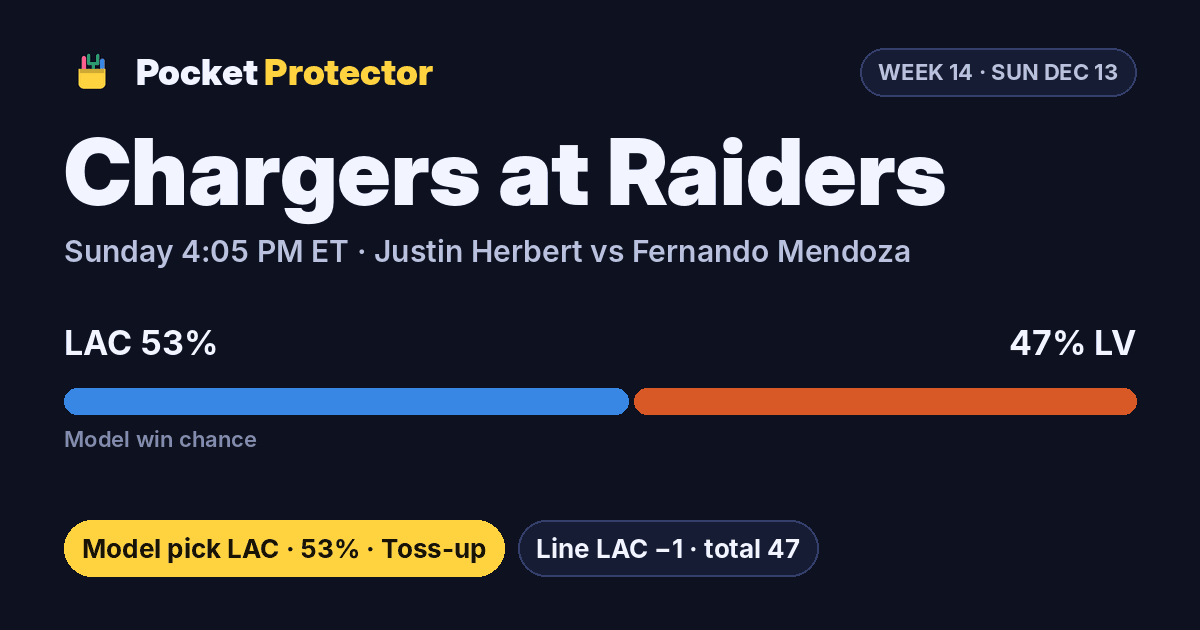 Pocket Protector
WEEK 14 · SUN DEC 13
Chargers at Raiders
Sunday 4:05 PM ET · Justin Herbert vs Fernando Mendoza
LAC 53%
47% LV
Model win chance
Model pick LAC · 53% · Toss-up
Line LAC −1 · total 47